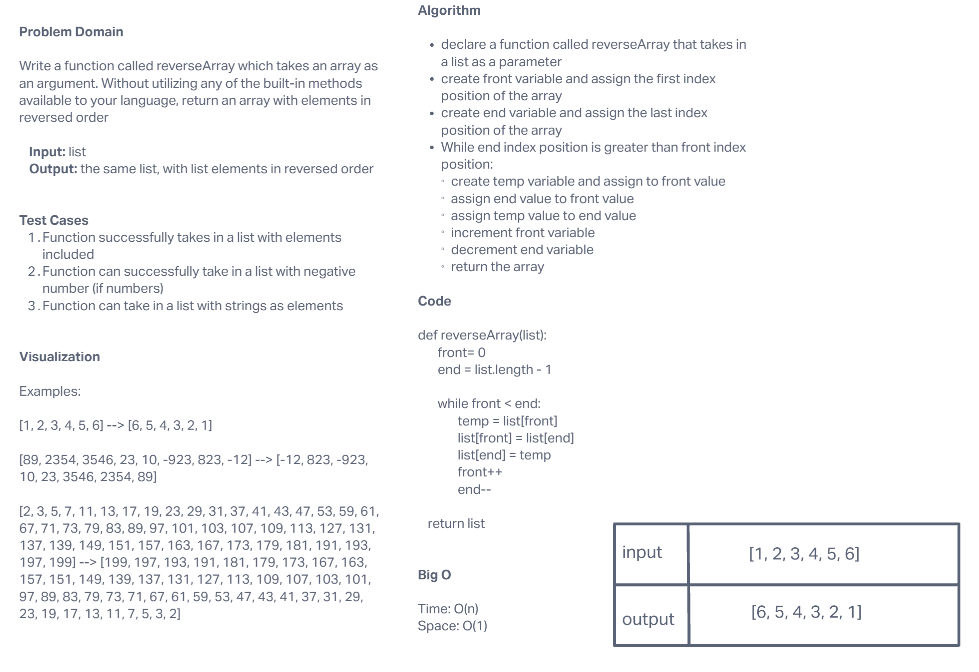 Problem Domain
Write a function called reverseArray which takes an array as
an argument. Without utilizing any of the built-in methods
available to your language, return an array with elements in
reversed order
Input: list
Output: the same list, with list elements in reversed order
Test Cases
1. Function successfully takes in a list with elements
included
2. Function can successfully take in a list with negative
number (if numbers)
3. Function can take in a list with strings as elements
Visualization
Examples:
[1, 2, 3, 4, 5, 6] --> [6, 5, 4, 3, 2, 1]
[89, 2354, 3546, 23, 10, -923, 823, -12] --> [-12, 823, -923,
10, 23, 3546, 2354, 89]
[2, 3, 5, 7, 11, 13, 17, 19, 23, 29, 31, 37, 41, 43, 47, 53, 59, 61,
67, 71, 73, 79, 83, 89, 97, 101, 103, 107, 109, 113, 127, 131,
137, 139, 149, 151, 157, 163, 167, 173, 179, 181, 191, 193,
197, 199] --> [199, 197, 193, 191, 181, 179, 173, 167, 163,
157, 151, 149, 139, 137, 131, 127, 113, 109, 107, 103, 101,
97, 89, 83, 79, 73, 71, 67, 61, 59, 53, 47, 43, 41, 37, 31, 29,
23, 19, 17, 13, 11, 7, 5, 3, 2]
Algorithm
• declare a function called reverseArray that takes in
a list as a parameter
• create front variable and assign the first index
position of the array
• create end variable and assign the last index
position of the array
• While end index position is greater than front index
position:
◦ create temp variable and assign to front value
◦ assign end value to front value
◦ assign temp value to end value
◦ increment front variable
◦ decrement end variable
◦ return the array
Code
def reverseArray(list):
front= 0
end = list.length - 1
while front < end:
temp = list[front]
list[front] = list[end]
list[end] = temp
front++
end--
return list
Big O
Time: O(n)
Space: O(1)
input [1, 2, 3, 4, 5, 6]
output [6, 5, 4, 3, 2, 1]